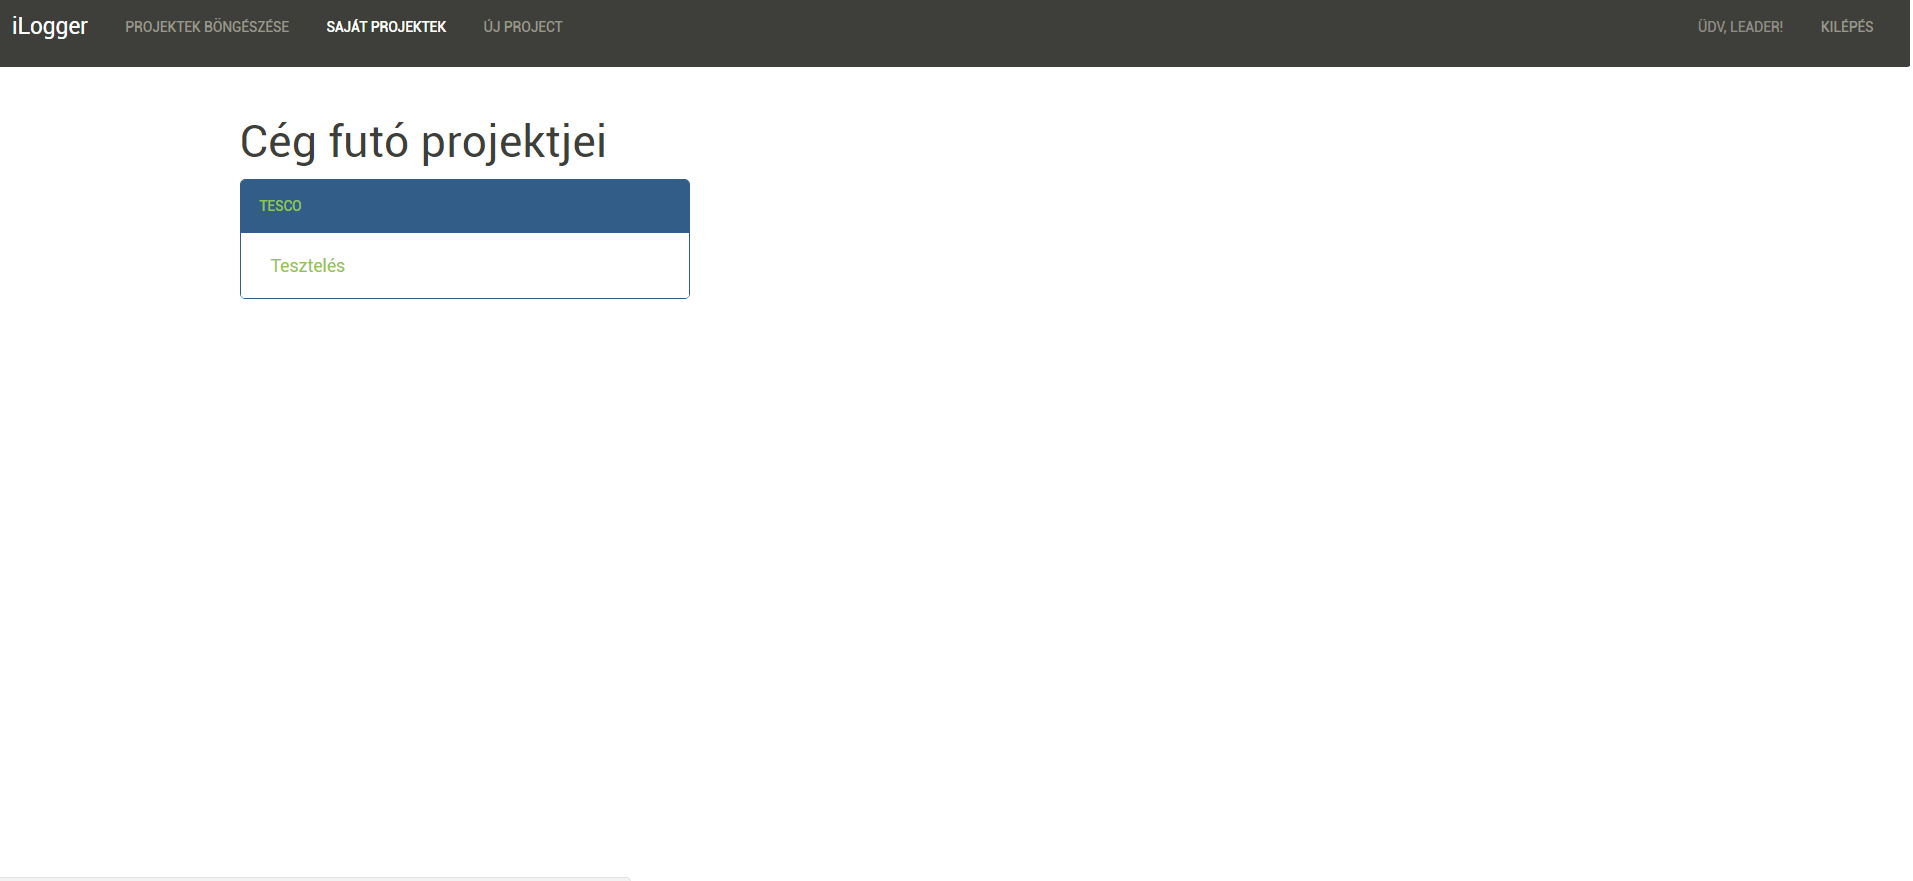 iLogger PROJEKTEK BÖNGÉSZÉSE SAJÁT PROJEKTEK ÚJ PROJECT ÜDV, LEADER! KILÉPÉS
Cég futó projektjei
TESCO
Tesztelés